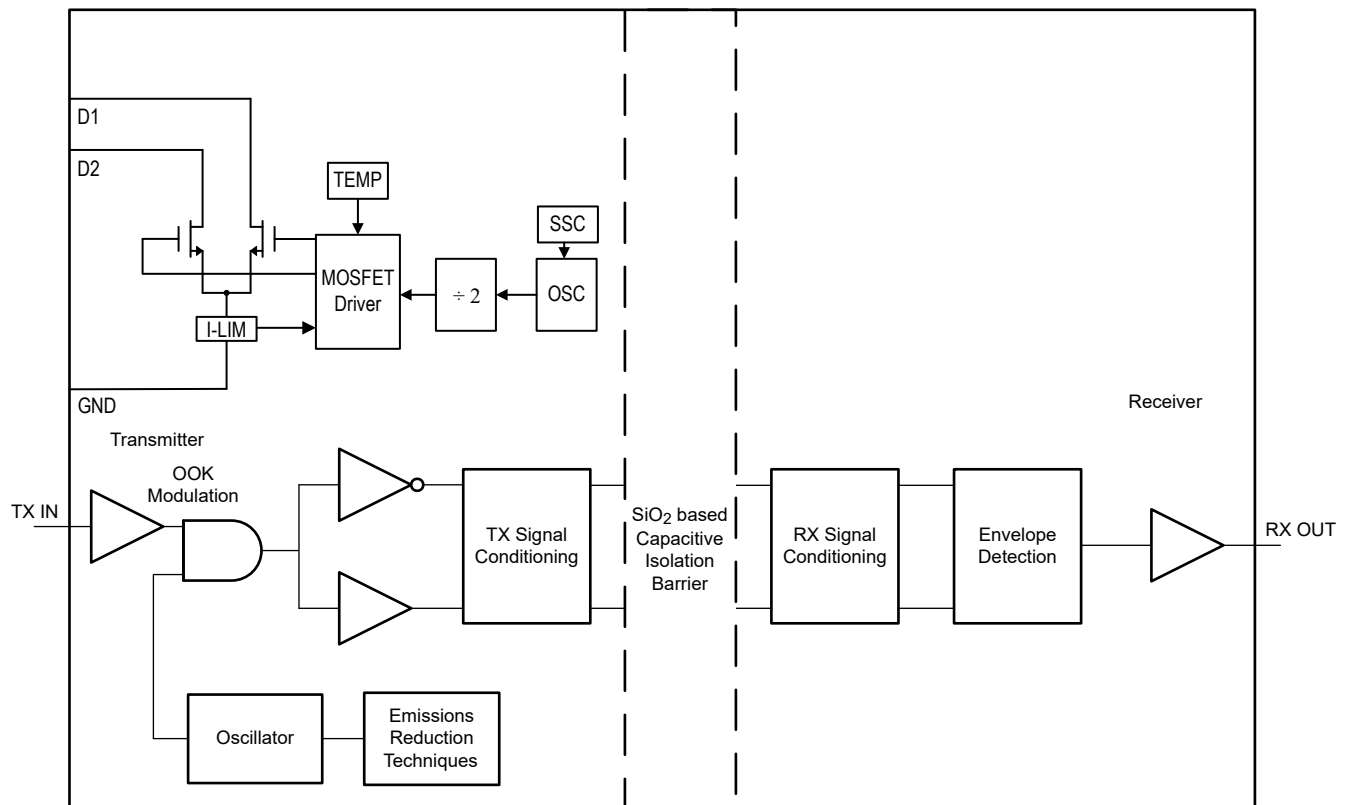 D1
D2
TEMP
SSC
MOSFET
Driver
÷ 2
OSC
I-LIM
GND
Receiver
Transmitter
OOK
Modulation
TX IN
TX Signal
Conditioning
SiO2 based
Capacitive
Isolation
Barrier
RX Signal
Conditioning
Envelope
Detection
RX OUT
Oscillator
Emissions
Reduction
Techniques